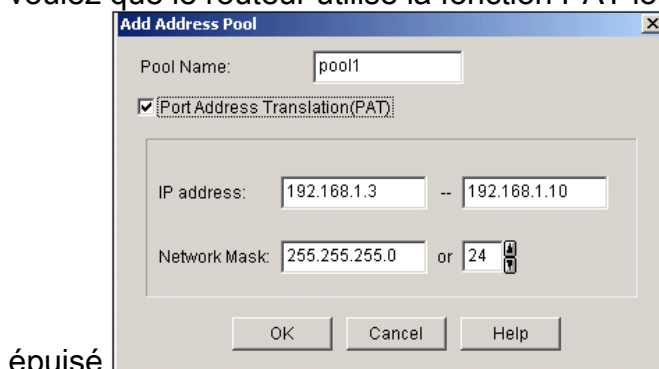 voulez que le routeur utilise la fonction PAT
Add Address Pool
Pool Name: pool1
Port Address Translation(PAT)
IP address: 192.168.1.3 -- 192.168.1.10
Network Mask: 255.255.255.0 or 24
OK Cancel Help
épuisé